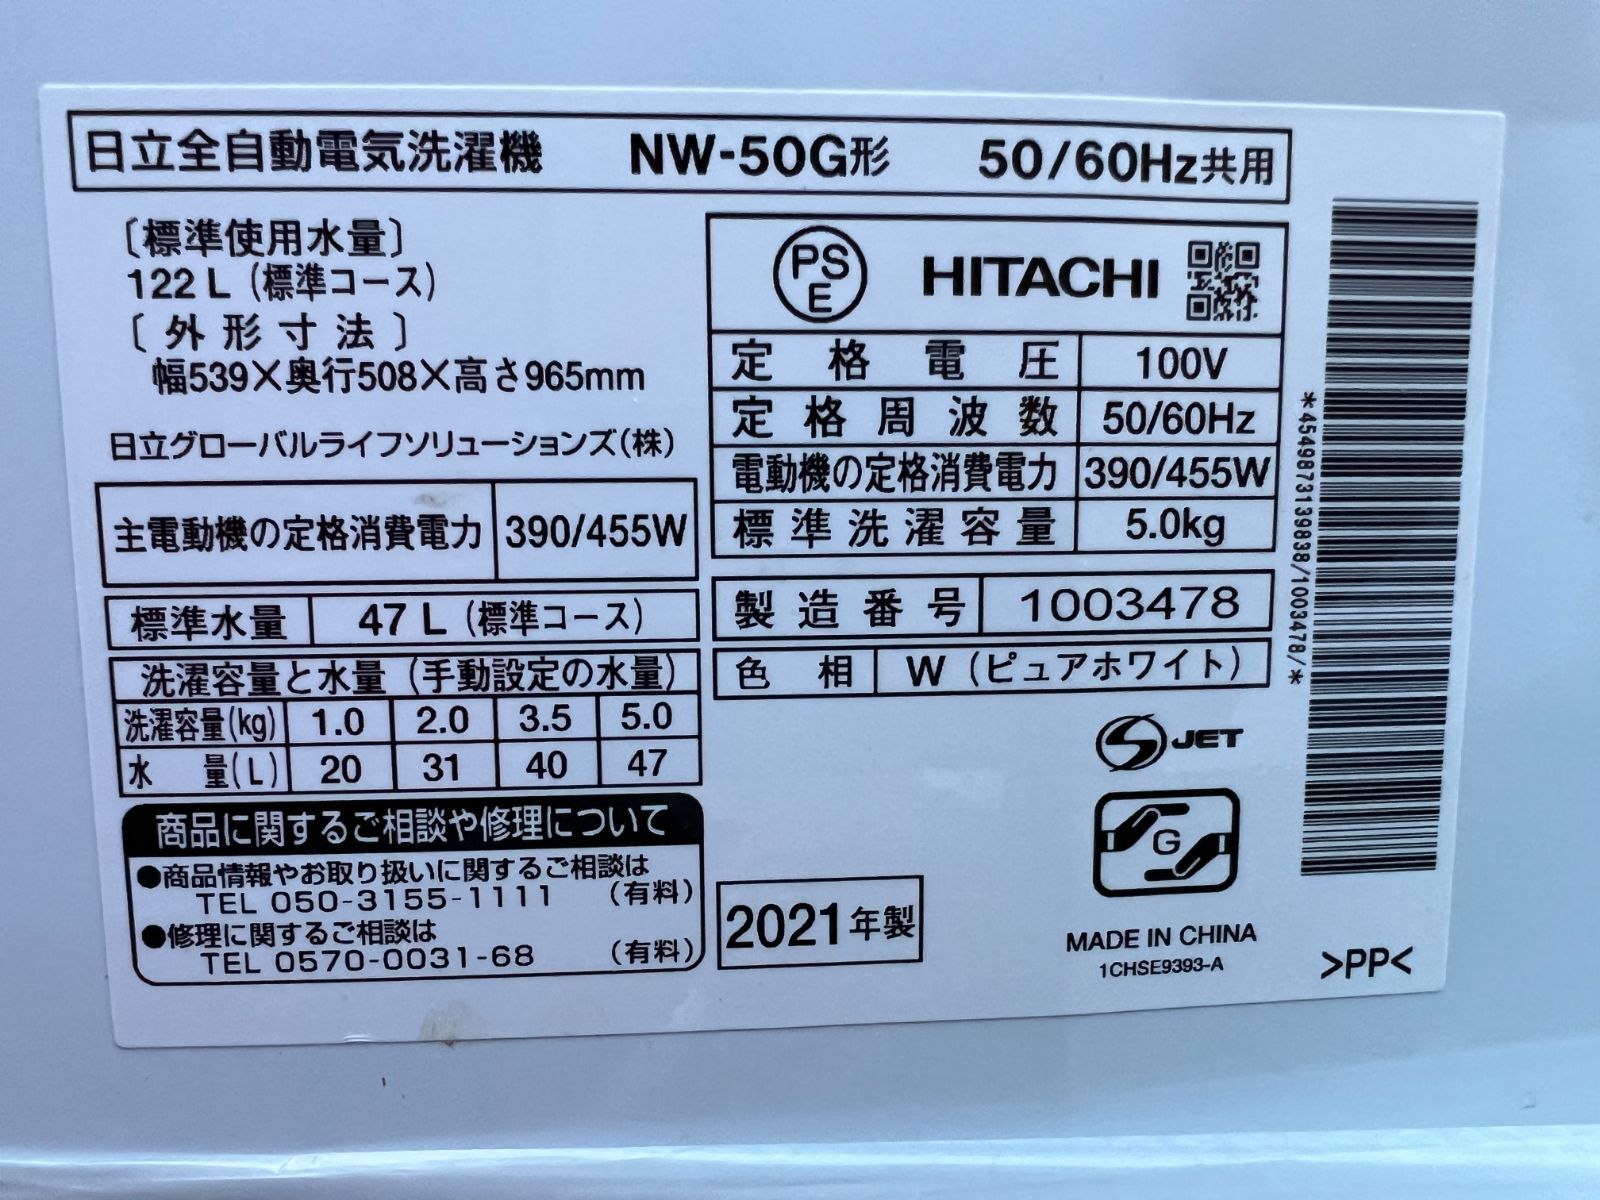 日立全自動電気洗濯機 NW-50G形 50/60Hz共用
〔標準使用水量〕
122 L (標準コース)
〔外形寸法〕
幅539×奥行508×高さ965mm
日立グローバルライフソリューションズ(株)
主電動機の定格消費電力 390/455W
標準水量 47 L (標準コース)
洗濯容量と水量 (手動設定の水量)
洗濯容量(kg) 1.0 2.0 3.5 5.0
水 量(L) 20 31 40 47
商品に関するご相談や修理について
●商品情報やお取り扱いに関するご相談は
TEL 050-3155-1111 (有料)
●修理に関するご相談は
TEL 0570-0031-68 (有料)
PS
E
HITACHI
定格電圧 100V
定格周波数 50/60Hz
電動機の定格消費電力 390/455W
標準洗濯容量 5.0kg
製造番号 1003478
色相 W (ピュアホワイト)
S JET
G
2021年製
MADE IN CHINA
1CHSE9393-A
>PP<
*4549873139838/1003478/*